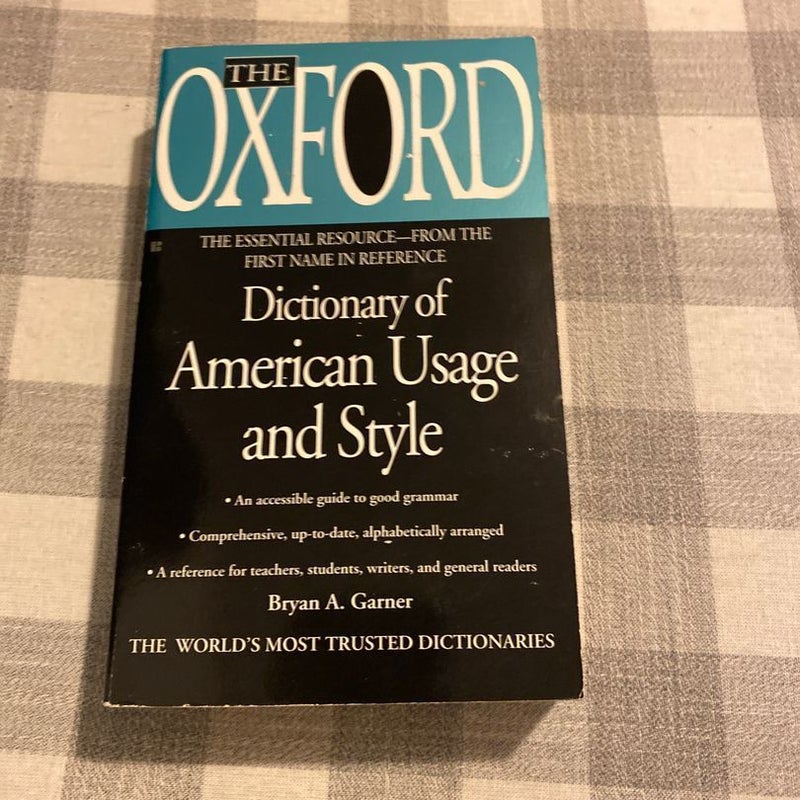 THE
OXFORD
THE ESSENTIAL RESOURCE—FROM THE
FIRST NAME IN REFERENCE
Dictionary of
American Usage
and Style
• An accessible guide to good grammar
• Comprehensive, up-to-date, alphabetically arranged
• A reference for teachers, students, writers, and general readers
Bryan A. Garner
THE WORLD'S MOST TRUSTED DICTIONARIES